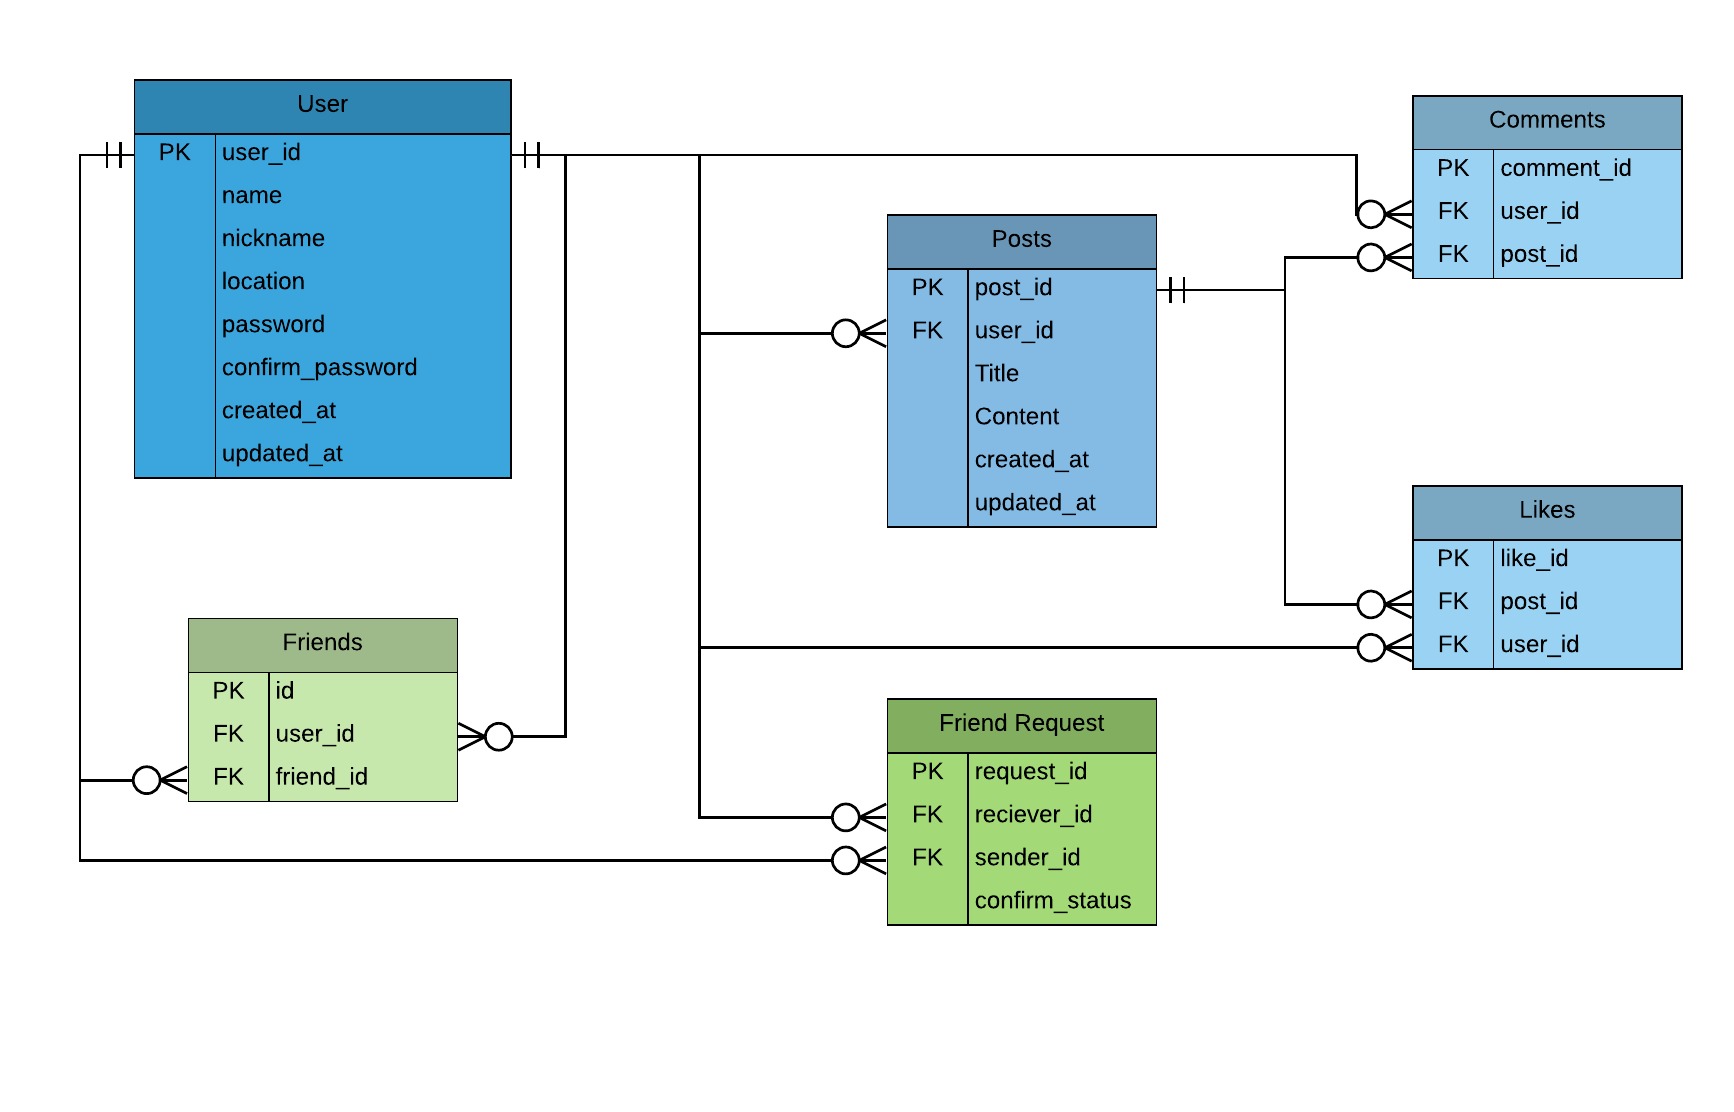 User
PK user_id
name
nickname
location
password
confirm_password
created_at
updated_at
Posts
PK post_id
FK user_id
Title
Content
created_at
updated_at
Comments
PK comment_id
FK user_id
FK post_id
Likes
PK like_id
FK post_id
FK user_id
Friends
PK id
FK user_id
FK friend_id
Friend Request
PK request_id
FK reciever_id
FK sender_id
confirm_status